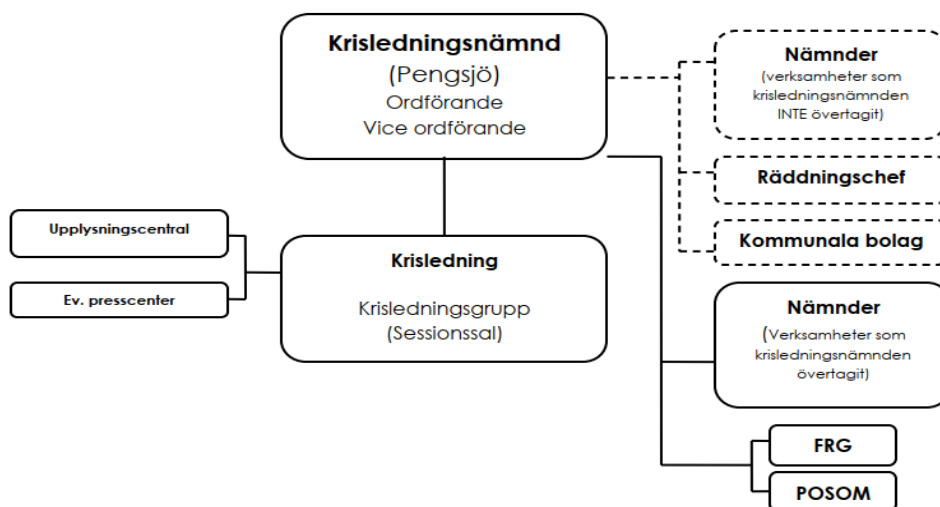 Krisledningsnämnd
(Pengsjö)
Ordförande
Vice ordförande
Nämnder
(verksamheter som
krisledningsnämnden
INTE övertagit)
Räddningschef
Kommunala bolag
Upplysningscentral
Ev. presscenter
Krisledning
Krisledningsgrupp
(Sessionssal)
Nämnder
(Verksamheter som
krisledningsnämnden
övertagit)
FRG
POSOM